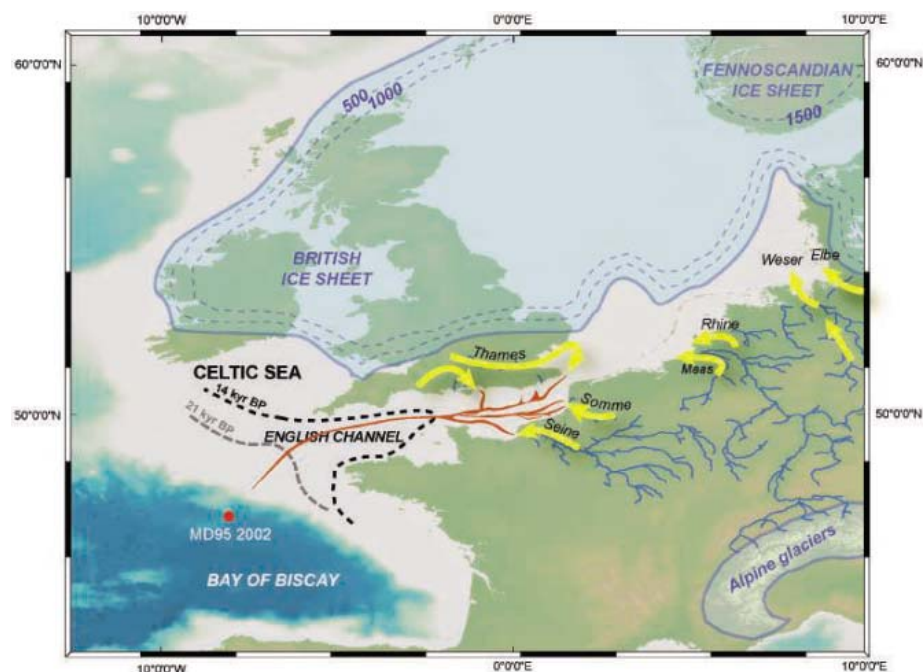 10°0'0"W 0°0'0"E 10°0'0"E
60°0'0"N 60°0'0"N
FENNOSCANDIAN
ICE SHEET
500
1000
1500
BRITISH
ICE SHEET
Weser Elbe
Rhine
Thames
Meas
CELTIC SEA
14 kyr BP
Somme
50°0'0"N 50°0'0"N
21 kyr BP
ENGLISH CHANNEL
Seine
MD95 2002
Alpine glaciers
BAY OF BISCAY
10°0'0"W 0°0'0"E 10°0'0"E